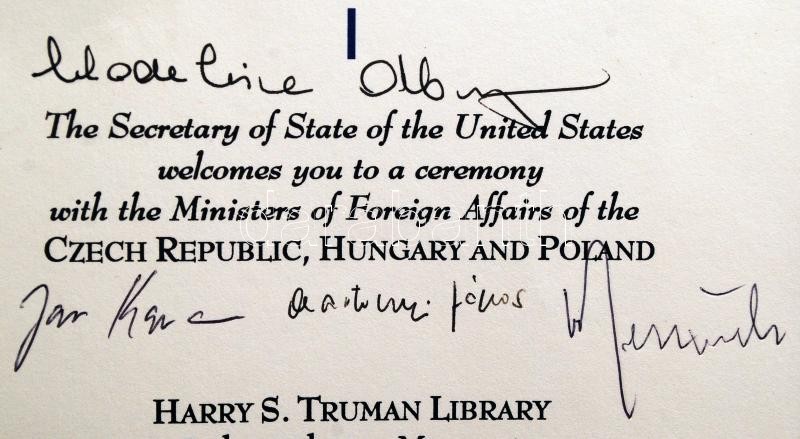 Madeleine Albright
The Secretary of State of the United States
welcomes you to a ceremony
with the Ministers of Foreign Affairs of the
CZECH REPUBLIC, HUNGARY AND POLAND
Jan Kavan Martonyi János
HARRY S. TRUMAN LIBRARY